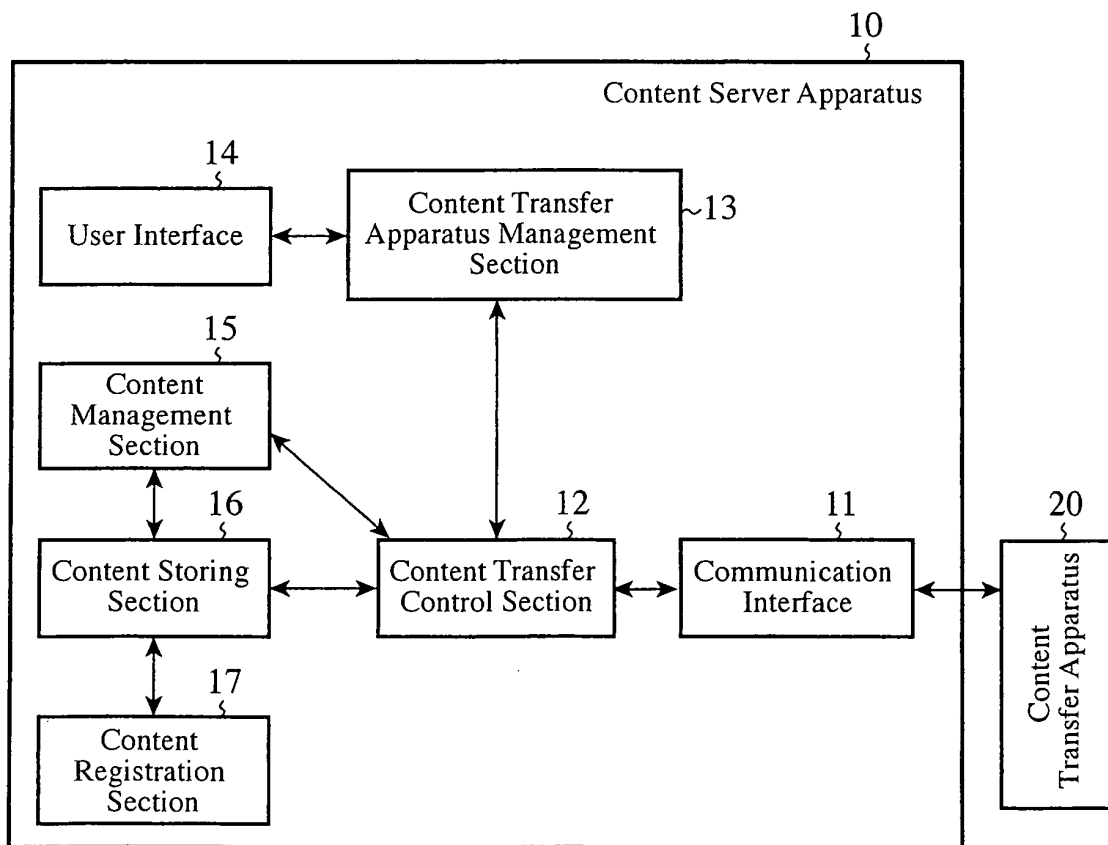 10
Content Server Apparatus
14
User Interface
Content Transfer
Apparatus Management
Section
13
15
Content
Management
Section
16
Content Storing
Section
12
Content Transfer
Control Section
11
Communication
Interface
20
Content
Transfer Apparatus
17
Content
Registration
Section